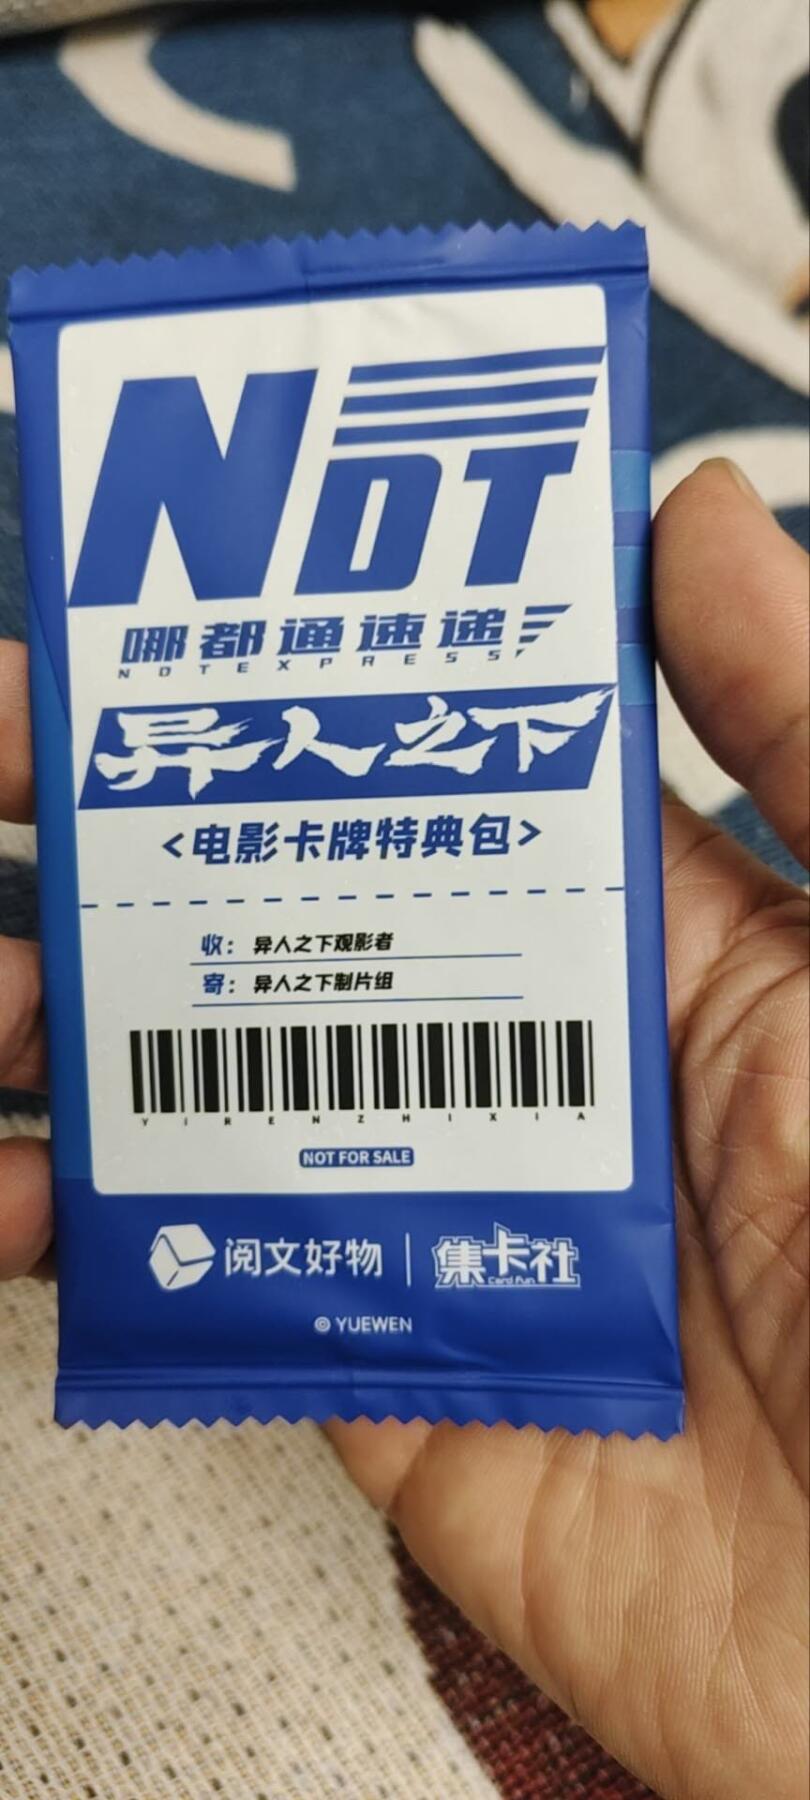 NDT
哪都通速递
NDTEXPRESS
异人之下
<电影卡牌特典包>
收：异人之下观影者
寄：异人之下制片组
YIRENZHIXIA
NOT FOR SALE
阅文好物 | 集卡社
Card Fun
© YUEWEN